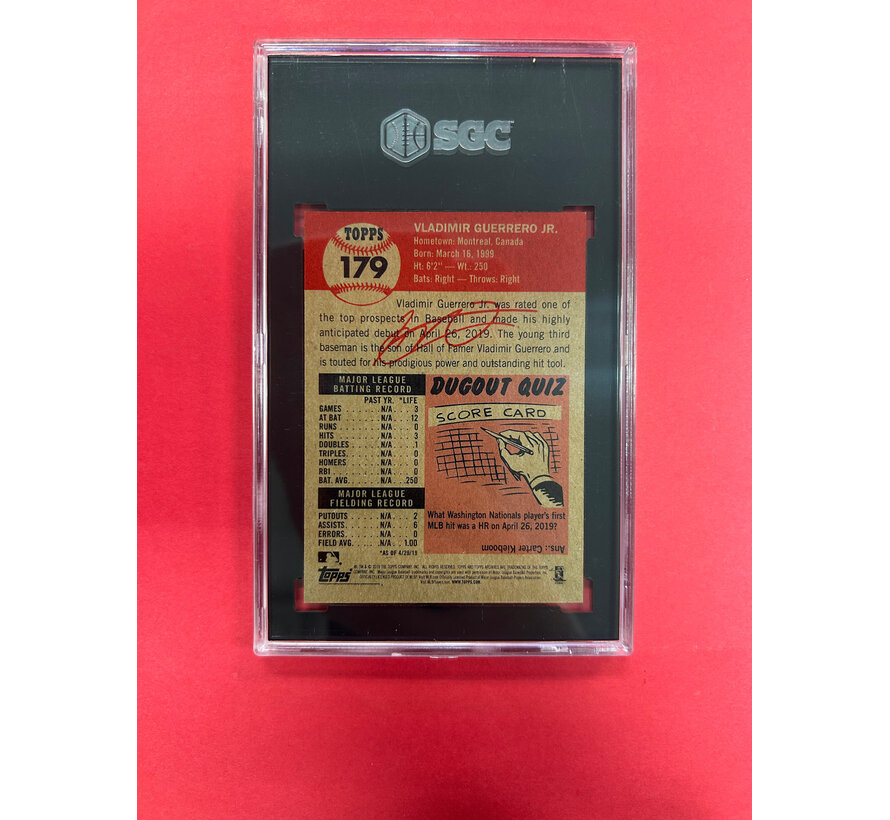 SGC
TOPPS
179
VLADIMIR GUERRERO JR.
Hometown: Montreal, Canada
Born: March 16, 1999
Ht: 6'2" — Wt.: 250
Bats: Right — Throws: Right
Vladimir Guerrero Jr. was rated one of
the top prospects in Baseball and made his highly
anticipated debut on April 26, 2019. The young third
baseman is the son of Hall of Famer Vladimir Guerrero and
is touted for his prodigious power and outstanding hit tool.
MAJOR LEAGUE
BATTING RECORD
PAST YR. *LIFE
GAMES . . . . . . N/A . . . 3
AT BAT . . . . . . N/A . . 12
RUNS . . . . . . N/A . . . 0
HITS . . . . . . N/A . . . 3
DOUBLES . . . . . N/A . . . 1
TRIPLES . . . . . N/A . . . 0
HOMERS . . . . . N/A . . . 0
RBI . . . . . . N/A . . . 0
BAT. AVG. . . . . N/A . . .250
MAJOR LEAGUE
FIELDING RECORD
PUTOUTS . . . . . N/A . . . 2
ASSISTS . . . . . N/A . . . 6
ERRORS . . . . . N/A . . . 0
FIELD AVG. . . . . N/A . . 1.00
*AS OF 4/28/19
DUGOUT QUIZ
SCORE CARD
What Washington Nationals player's first
MLB hit was a HR on April 26, 2019?
Ans.: Carter Kieboom
Topps